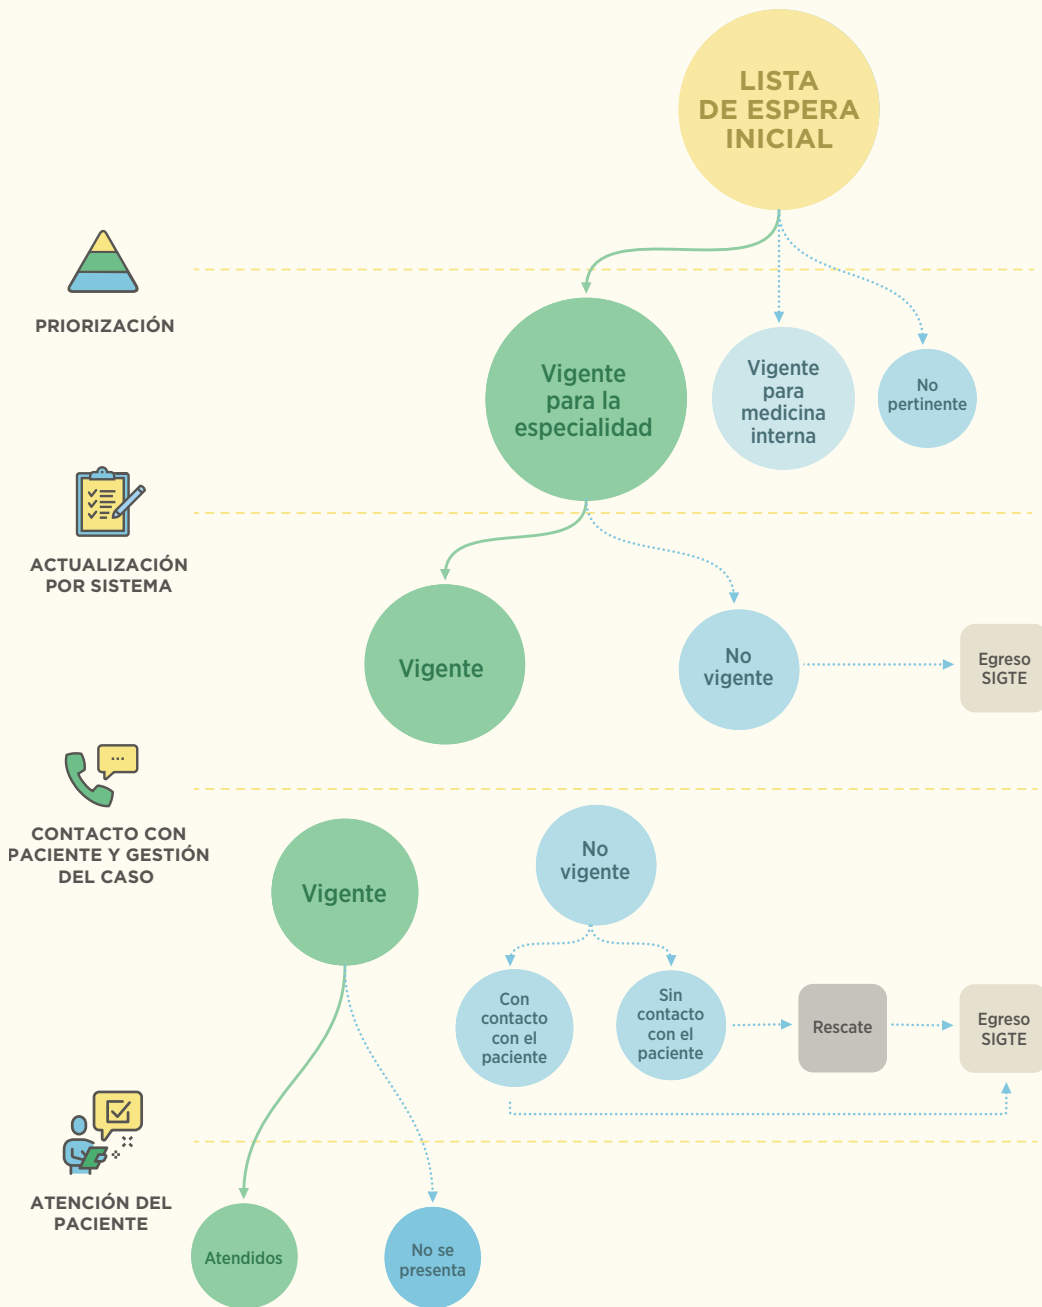 LISTA
DE ESPERA
INICIAL
PRIORIZACIÓN
Vigente
para la
especialidad
Vigente
para
medicina
interna
No
pertinente
ACTUALIZACIÓN
POR SISTEMA
Vigente
No
vigente
Egreso
SIGTE
CONTACTO CON
PACIENTE Y GESTIÓN
DEL CASO
Vigente
No
vigente
Con
contacto
con el
paciente
Sin
contacto
con el
paciente
Rescate
Egreso
SIGTE
ATENCIÓN DEL
PACIENTE
Atendidos
No se
presenta